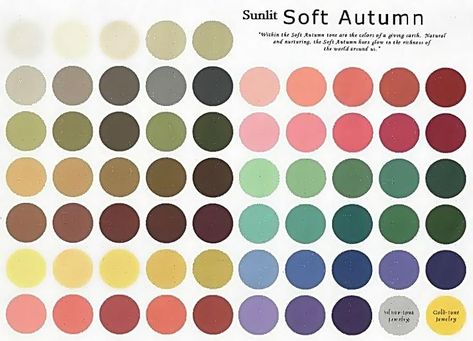 Sunlit Soft Autumn
"Within the Soft Autumn tone are the colors of a giving earth. Natural
and nurturing, the Soft Autumn hues glow in the richness of
the world around us."
Silver-tone
Jewelry
Gold-tone
Jewelry